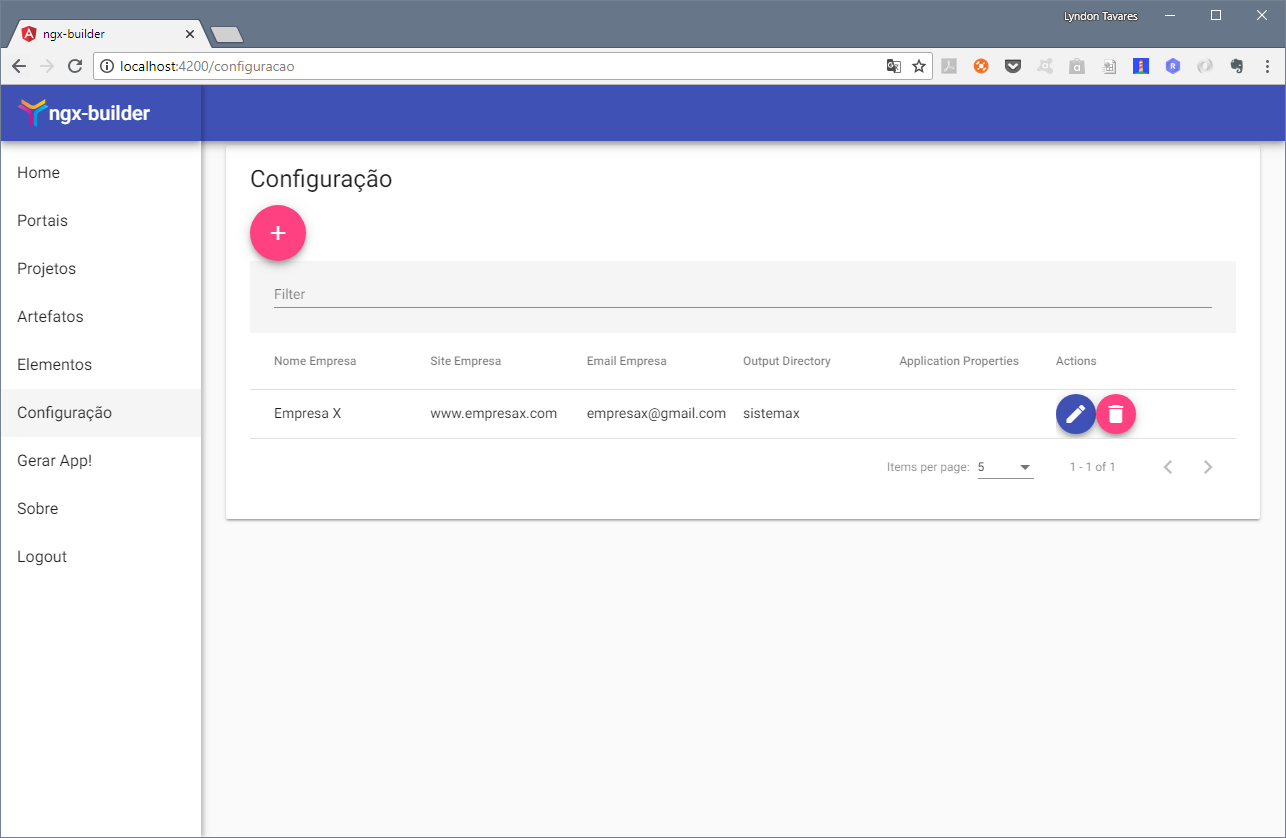 Lyndon Tavares
ngx-builder
localhost:4200/configuracao
ngx-builder
Home
Portais
Projetos
Artefatos
Elementos
Configuração
Gerar App!
Sobre
Logout
Configuração
+
Filter
Nome Empresa Site Empresa Email Empresa Output Directory Application Properties Actions
Empresa X www.empresax.com empresax@gmail.com sistemax
Items per page: 5 1 - 1 of 1